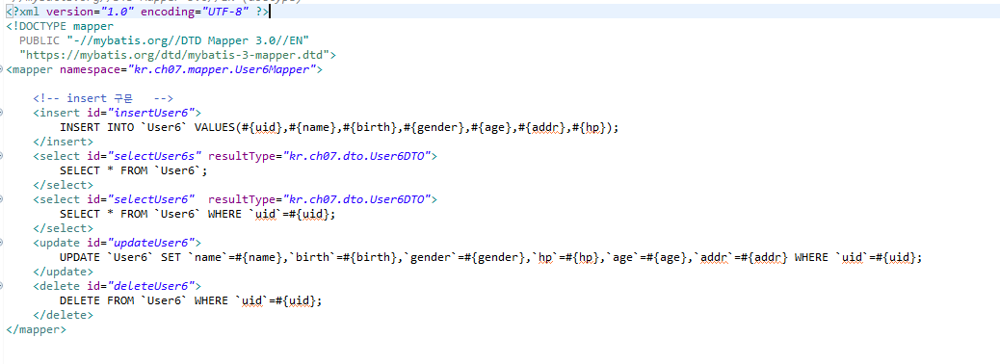 <?xml version="1.0" encoding="UTF-8" ?>
<!DOCTYPE mapper
PUBLIC "-//mybatis.org//DTD Mapper 3.0//EN"
"https://mybatis.org/dtd/mybatis-3-mapper.dtd">
<mapper namespace="kr.ch07.mapper.User6Mapper">
<!-- insert 구문   -->
<insert id="insertUser6">
INSERT INTO `User6` VALUES(#{uid},#{name},#{birth},#{gender},#{age},#{addr},#{hp});
</insert>
<select id="selectUser6s" resultType="kr.ch07.dto.User6DTO">
SELECT * FROM `User6`;
</select>
<select id="selectUser6"  resultType="kr.ch07.dto.User6DTO">
SELECT * FROM `User6` WHERE `uid`=#{uid};
</select>
<update id="updateUser6">
UPDATE `User6` SET `name`=#{name},`birth`=#{birth},`gender`=#{gender},`hp`=#{hp},`age`=#{age},`addr`=#{addr} WHERE `uid`=#{uid};
</update>
<delete id="deleteUser6">
DELETE FROM `User6` WHERE `uid`=#{uid};
</delete>
</mapper>